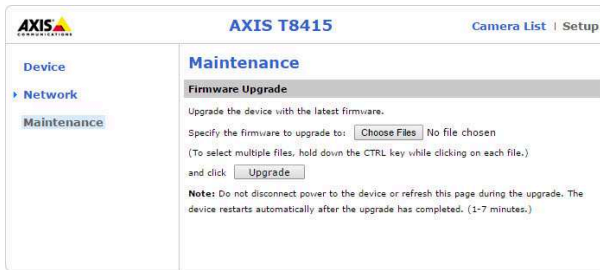 AXIS
COMMUNICATIONS
AXIS T8415
Camera List | Setup
Device
Network
Maintenance
Maintenance
Firmware Upgrade
Upgrade the device with the latest firmware.
Specify the firmware to upgrade to: Choose Files No file chosen
(To select multiple files, hold down the CTRL key while clicking on each file.)
and click Upgrade
Note: Do not disconnect power to the device or refresh this page during the upgrade. The
device restarts automatically after the upgrade has completed. (1-7 minutes.)